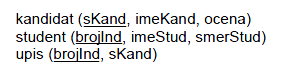 kandidat (sKand, imeKand, ocena)
student (brojInd, imeStud, smerStud)
upis (brojInd, sKand)